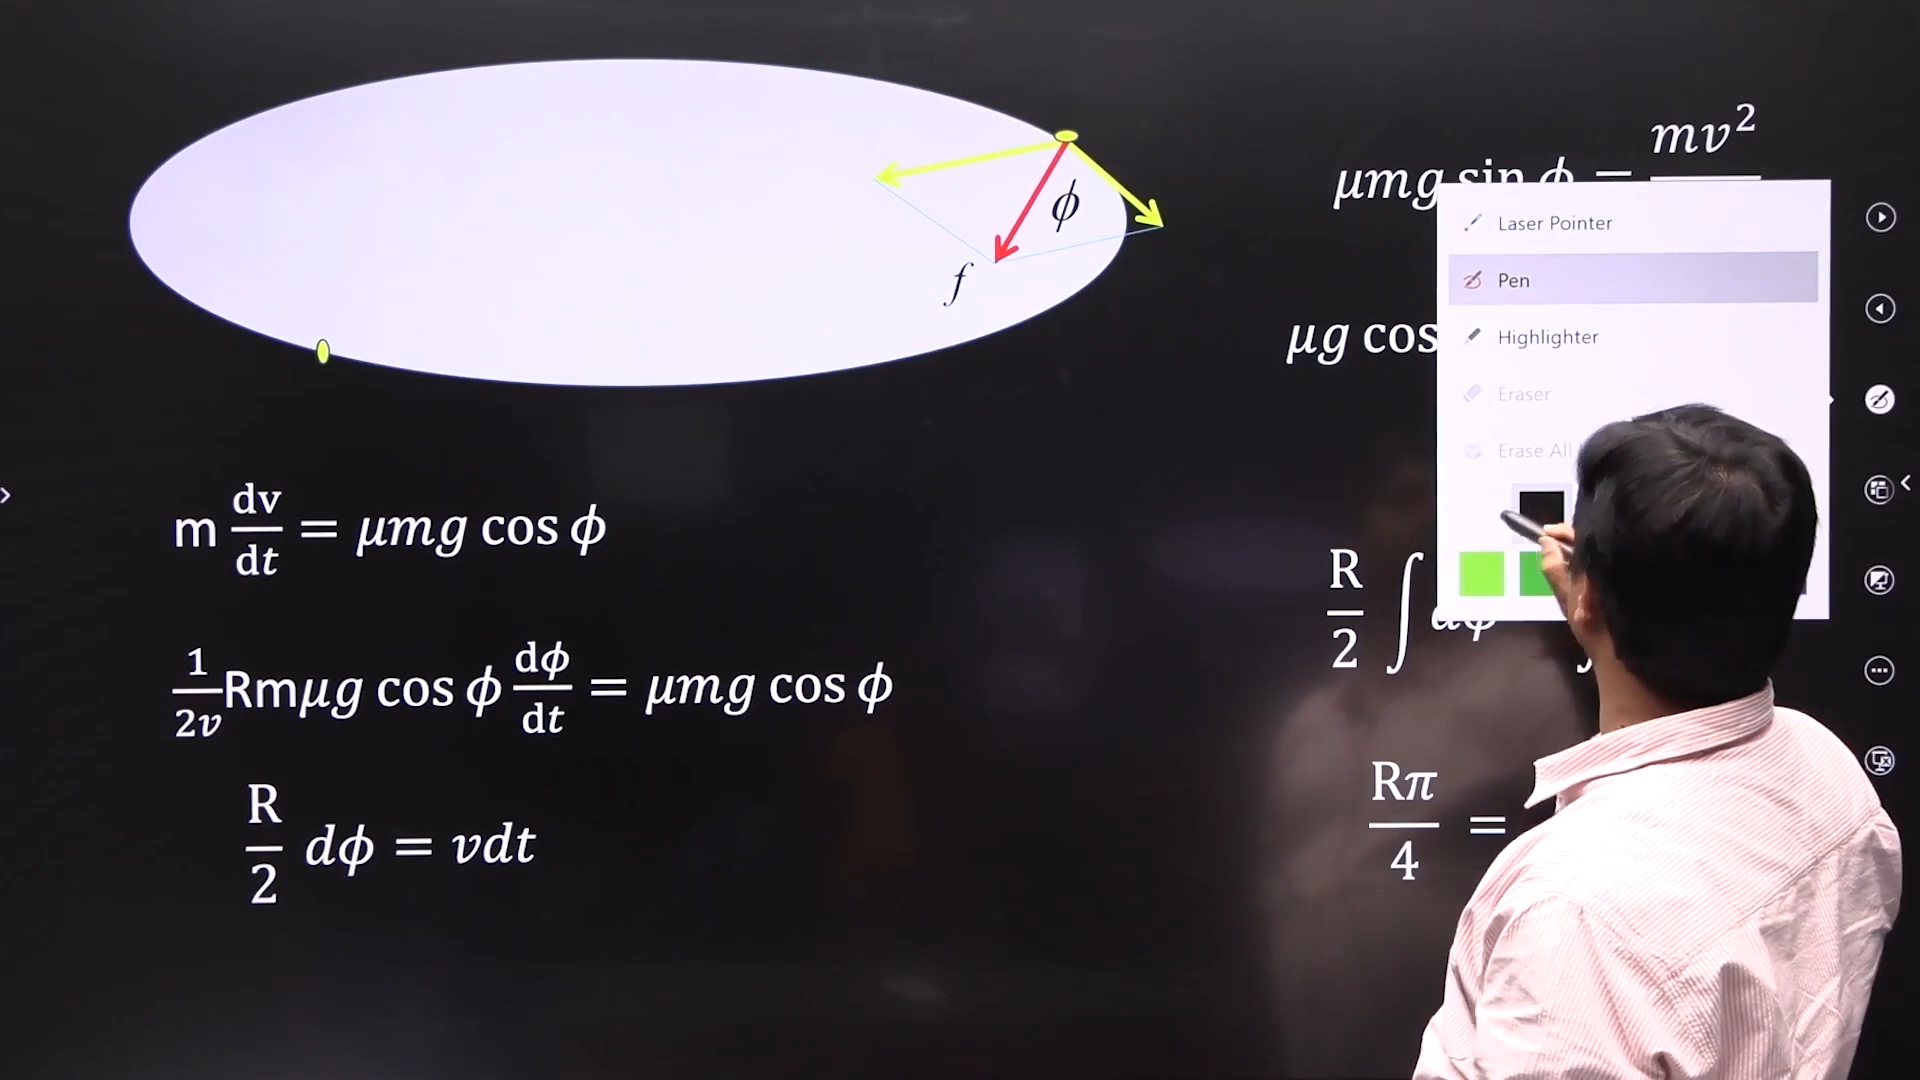 μmg sin ϕ = mv²
ϕ
f
μg cos
m dv/dt = μmg cos ϕ
R/2 ∫ dϕ
1/2v Rmμg cos ϕ dϕ/dt = μmg cos ϕ
R/2 dϕ = vdt
Rπ/4 =
Laser Pointer
Pen
Highlighter
Eraser
Erase All